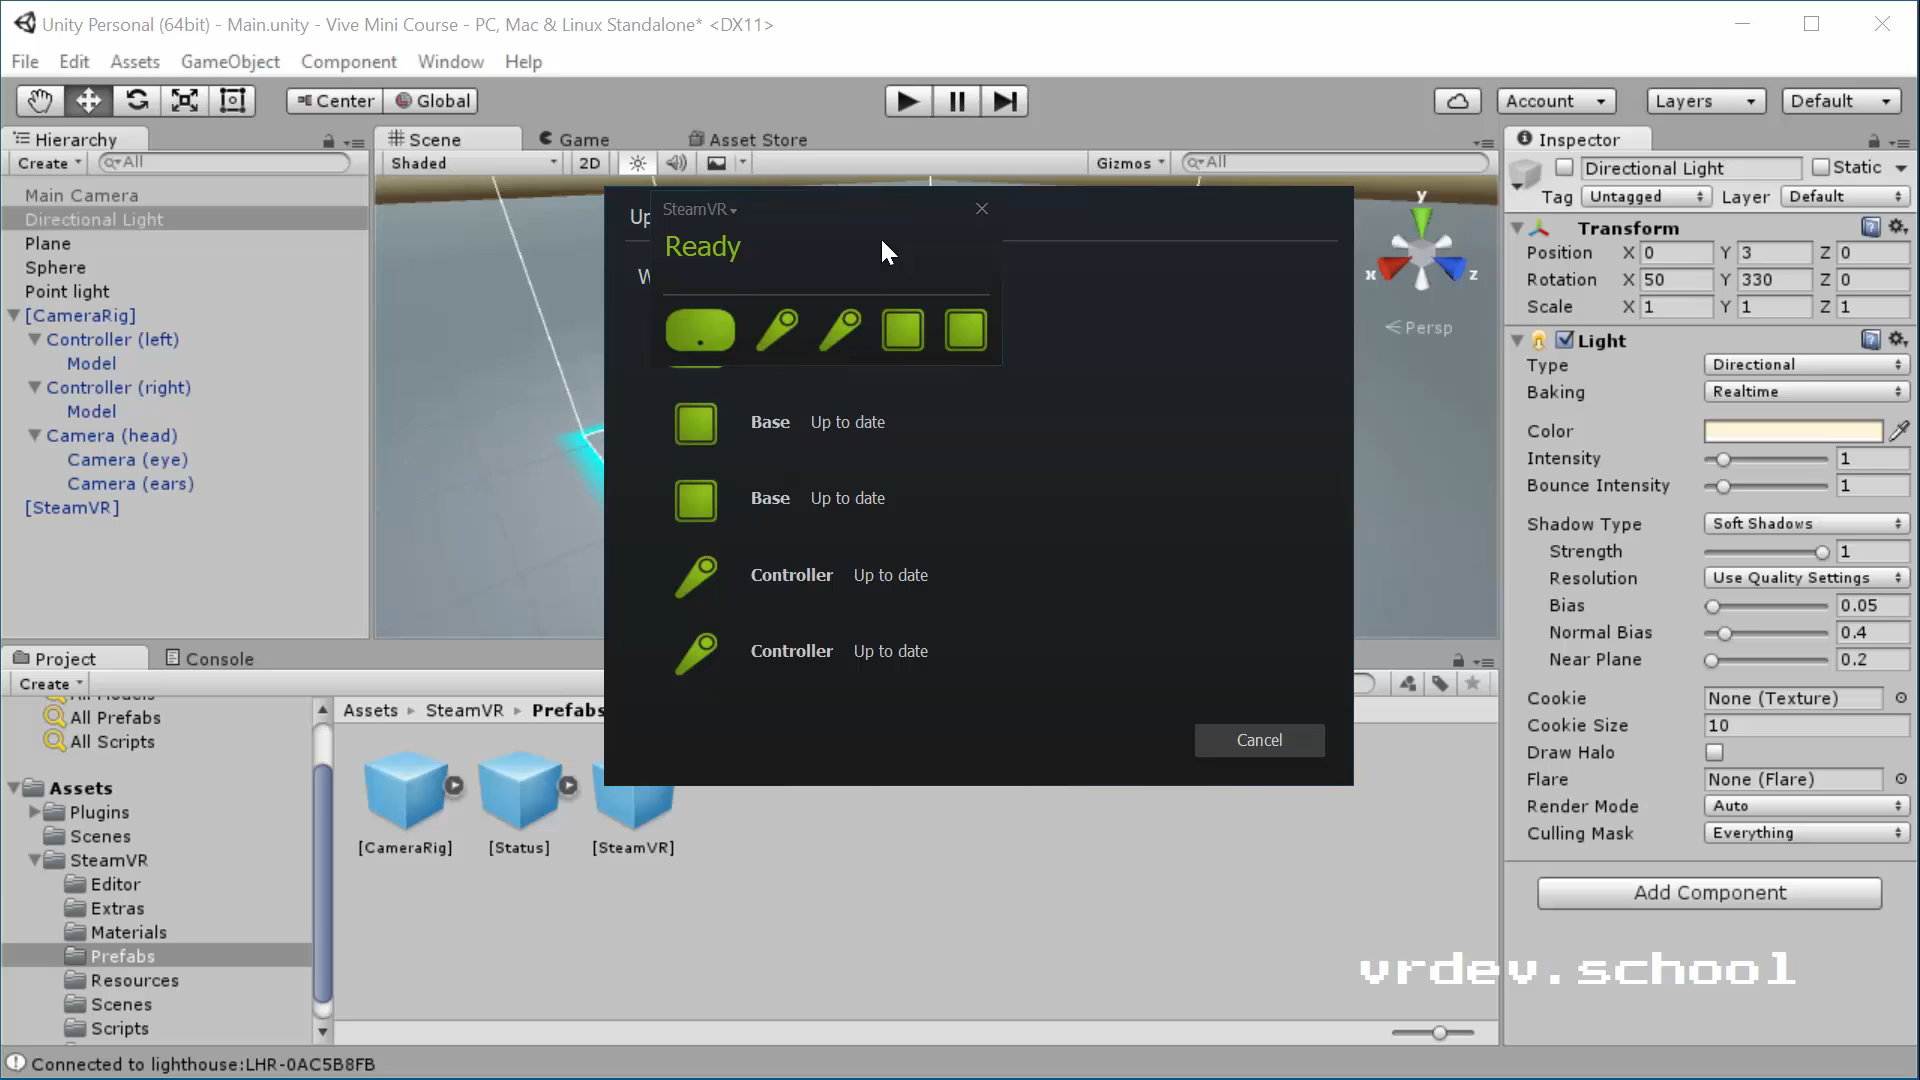 Unity Personal (64bit) - Main.unity - Vive Mini Course - PC, Mac & Linux Standalone* <DX11>
File Edit Assets GameObject Component Window Help
Center Global Account Layers Default
Hierarchy Scene Game Asset Store Inspector
Create All Shaded 2D Gizmos All
Directional Light Static
Tag Untagged Layer Default
Main Camera
Directional Light
Plane
Sphere
Point light
[CameraRig]
Controller (left)
Model
Controller (right)
Model
Camera (head)
Camera (eye)
Camera (ears)
[SteamVR]
y
x z
Persp
Up
SteamVR
Ready
Base Up to date
Base Up to date
Controller Up to date
Controller Up to date
Cancel
Transform
Position X 0 Y 3 Z 0
Rotation X 50 Y 330 Z 0
Scale X 1 Y 1 Z 1
Light
Type Directional
Baking Realtime
Color
Intensity 1
Bounce Intensity 1
Shadow Type Soft Shadows
Strength 1
Resolution Use Quality Settings
Bias 0.05
Normal Bias 0.4
Near Plane 0.2
Cookie None (Texture)
Cookie Size 10
Draw Halo
Flare None (Flare)
Render Mode Auto
Culling Mask Everything
Add Component
Project Console
Create
All Models
All Prefabs
All Scripts
Assets
Plugins
Scenes
SteamVR
Editor
Extras
Materials
Prefabs
Resources
Scenes
Scripts
Assets SteamVR Prefabs
[CameraRig] [Status] [SteamVR]
vrdev.school
Connected to lighthouse:LHR-0AC5B8FB